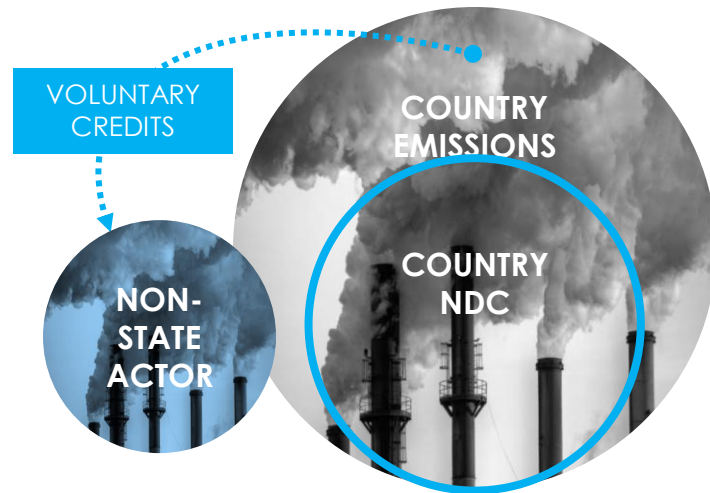 VOLUNTARY
CREDITS
COUNTRY
EMISSIONS
COUNTRY
NDC
NON-
STATE
ACTOR